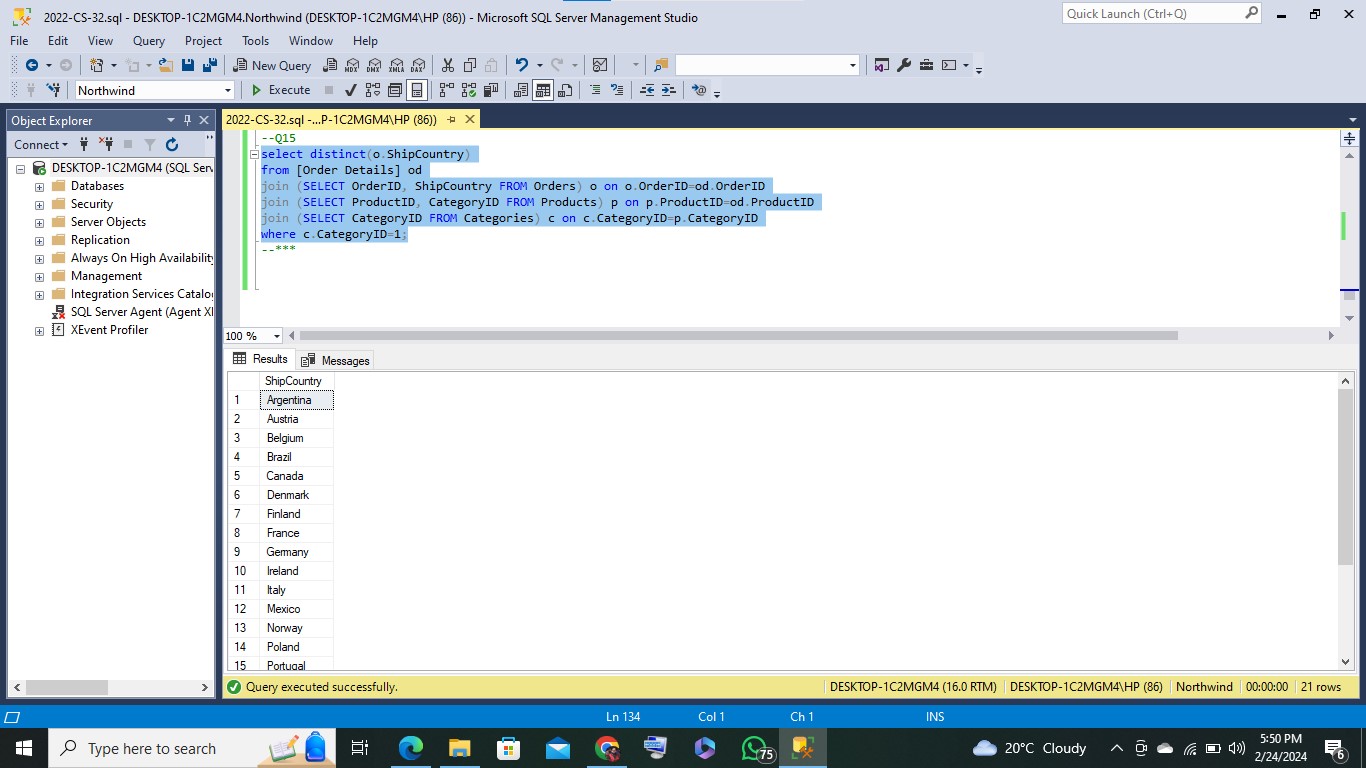 2022-CS-32.sql - DESKTOP-1C2MGM4.Northwind (DESKTOP-1C2MGM4\HP (86)) - Microsoft SQL Server Management Studio
Quick Launch (Ctrl+Q)
File Edit View Query Project Tools Window Help
New Query MDX DMX XMLA DAX
Northwind Execute
Object Explorer
2022-CS-32.sql -...P-1C2MGM4\HP (86))
Connect
DESKTOP-1C2MGM4 (SQL Serv
Databases
Security
Server Objects
Replication
Always On High Availability
Management
Integration Services Catalo
SQL Server Agent (Agent XI
XEvent Profiler
--Q15
select distinct(o.ShipCountry)
from [Order Details] od
join (SELECT OrderID, ShipCountry FROM Orders) o on o.OrderID=od.OrderID
join (SELECT ProductID, CategoryID FROM Products) p on p.ProductID=od.ProductID
join (SELECT CategoryID FROM Categories) c on c.CategoryID=p.CategoryID
where c.CategoryID=1;
--***
100 %
Results Messages
ShipCountry
1 Argentina
2 Austria
3 Belgium
4 Brazil
5 Canada
6 Denmark
7 Finland
8 France
9 Germany
10 Ireland
11 Italy
12 Mexico
13 Norway
14 Poland
15 Portugal
Query executed successfully. DESKTOP-1C2MGM4 (16.0 RTM) DESKTOP-1C2MGM4\HP (86) Northwind 00:00:00 21 rows
Ln 134 Col 1 Ch 1 INS
Type here to search 75 20°C Cloudy 5:50 PM
2/24/2024 6